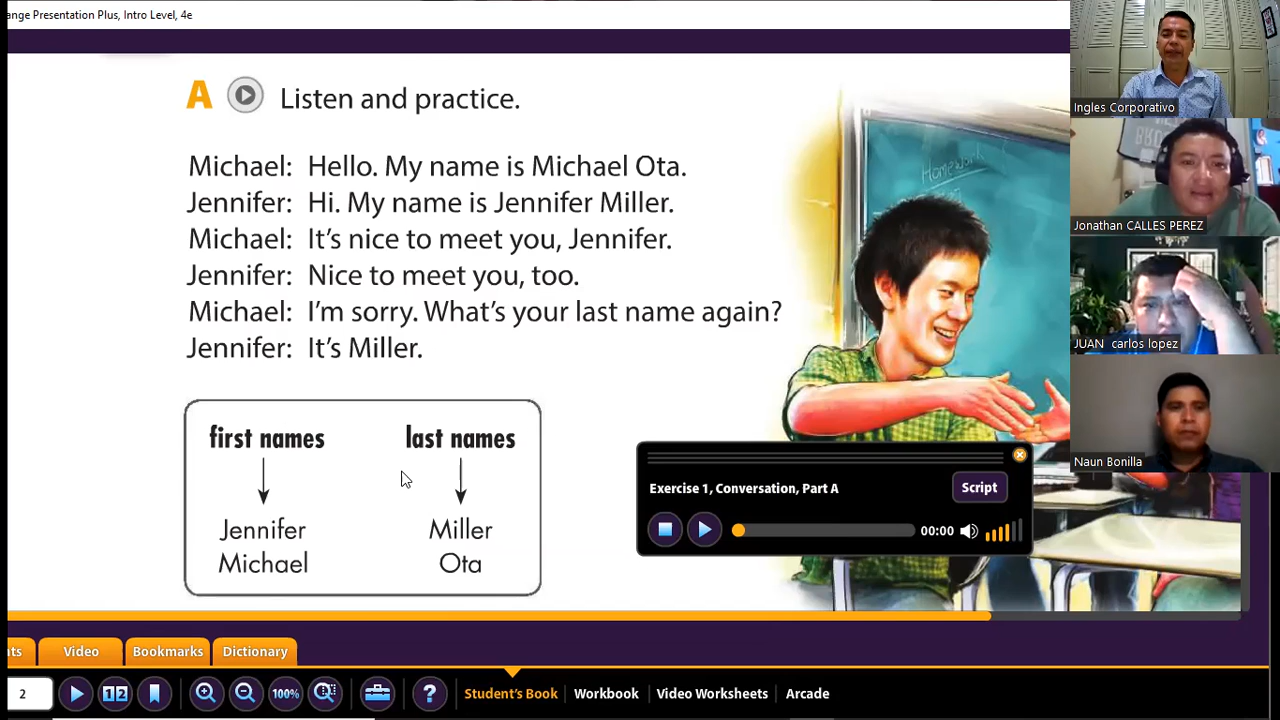 ange Presentation Plus, Intro Level, 4e
A Listen and practice.
Michael: Hello. My name is Michael Ota.
Jennifer: Hi. My name is Jennifer Miller.
Michael: It's nice to meet you, Jennifer.
Jennifer: Nice to meet you, too.
Michael: I'm sorry. What's your last name again?
Jennifer: It's Miller.
first names last names
Jennifer Miller
Michael Ota
Homework
Exercise 1, Conversation, Part A
Script
00:00
Ingles Corporativo
Jonathan CALLES PEREZ
JUAN carlos lopez
Naun Bonilla
ts Video Bookmarks Dictionary
2 1 2 100% ? Student's Book Workbook Video Worksheets Arcade